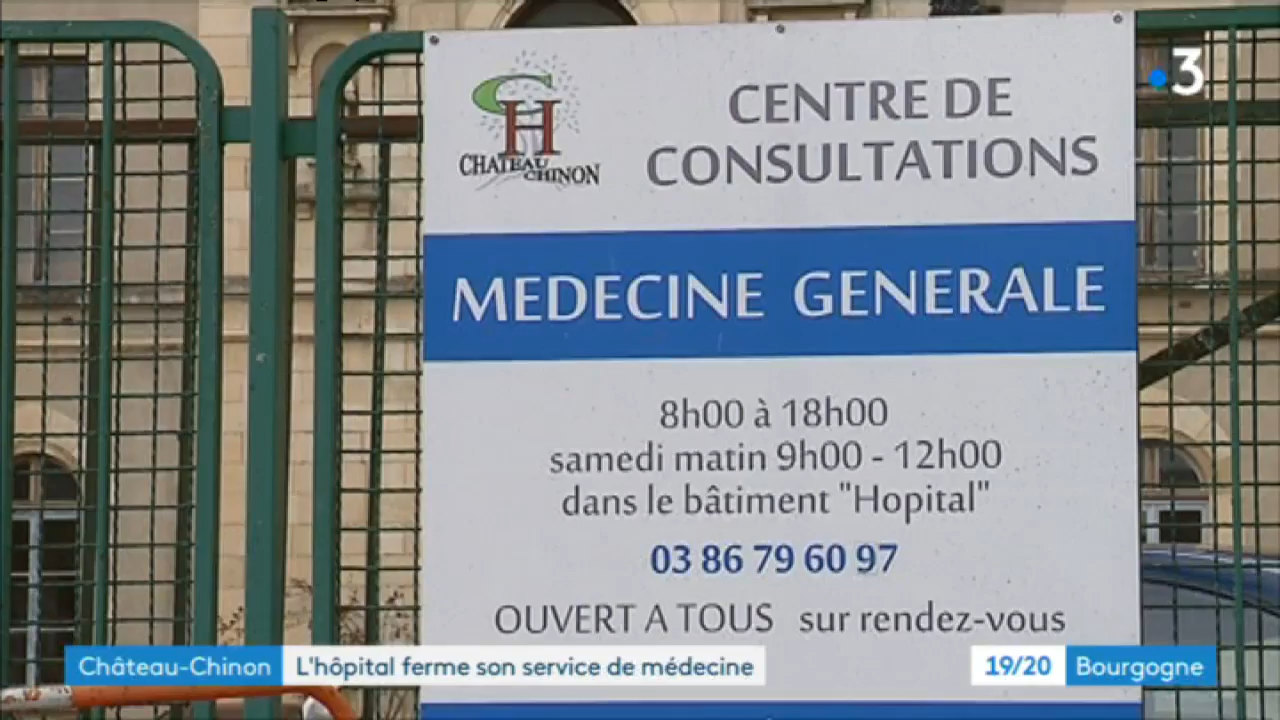 3
CH
CHATEAU
CHINON
CENTRE DE
CONSULTATIONS
MEDECINE GENERALE
8h00 à 18h00
samedi matin 9h00 - 12h00
dans le bâtiment "Hopital"
03 86 79 60 97
OUVERT A TOUS sur rendez-vous
Château-Chinon L'hôpital ferme son service de médecine 19/20 Bourgogne